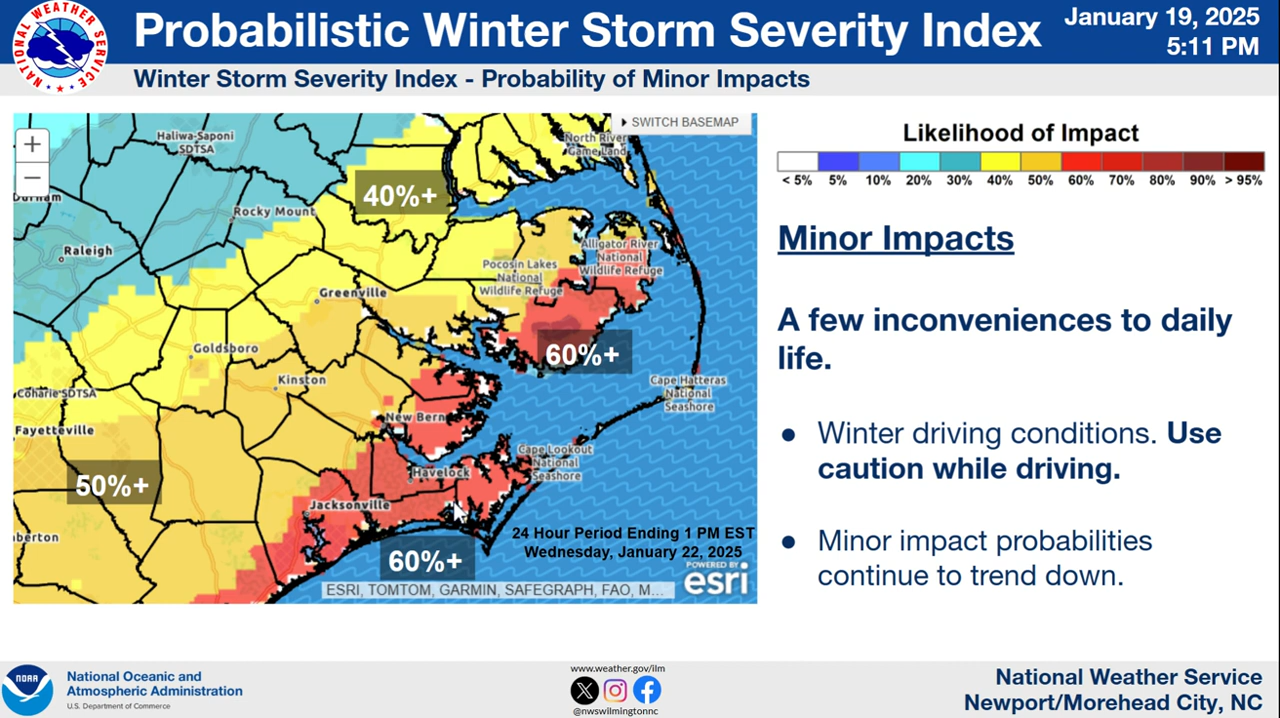 NATIONAL WEATHER SERVICE
Probabilistic Winter Storm Severity Index
January 19, 2025
5:11 PM
Winter Storm Severity Index - Probability of Minor Impacts
+
−
SWITCH BASEMAP
Haliwa-Saponi
SDTSA
North River
Game Land
40%+
Durham
Rocky Mount
Raleigh
Alligator River
National
Wildlife Refuge
Pocosin Lakes
National
Wildlife Refuge
Greenville
Goldsboro
60%+
Kinston
Cape Hatteras
National
Seashore
Coharie SDTSA
New Bern
Fayetteville
Cape Lookout
National
Seashore
Havelock
50%+
Jacksonville
berton
24 Hour Period Ending 1 PM EST
Wednesday, January 22, 2025
60%+
POWERED BY
esri
ESRI, TOMTOM, GARMIN, SAFEGRAPH, FAO, M...
Likelihood of Impact
< 5% 5% 10% 20% 30% 40% 50% 60% 70% 80% 90% > 95%
Minor Impacts
A few inconveniences to daily
life.
● Winter driving conditions. Use
caution while driving.
● Minor impact probabilities
continue to trend down.
NOAA
National Oceanic and
Atmospheric Administration
U.S. Department of Commerce
www.weather.gov/ilm
@nwswilmingtonnc
National Weather Service
Newport/Morehead City, NC